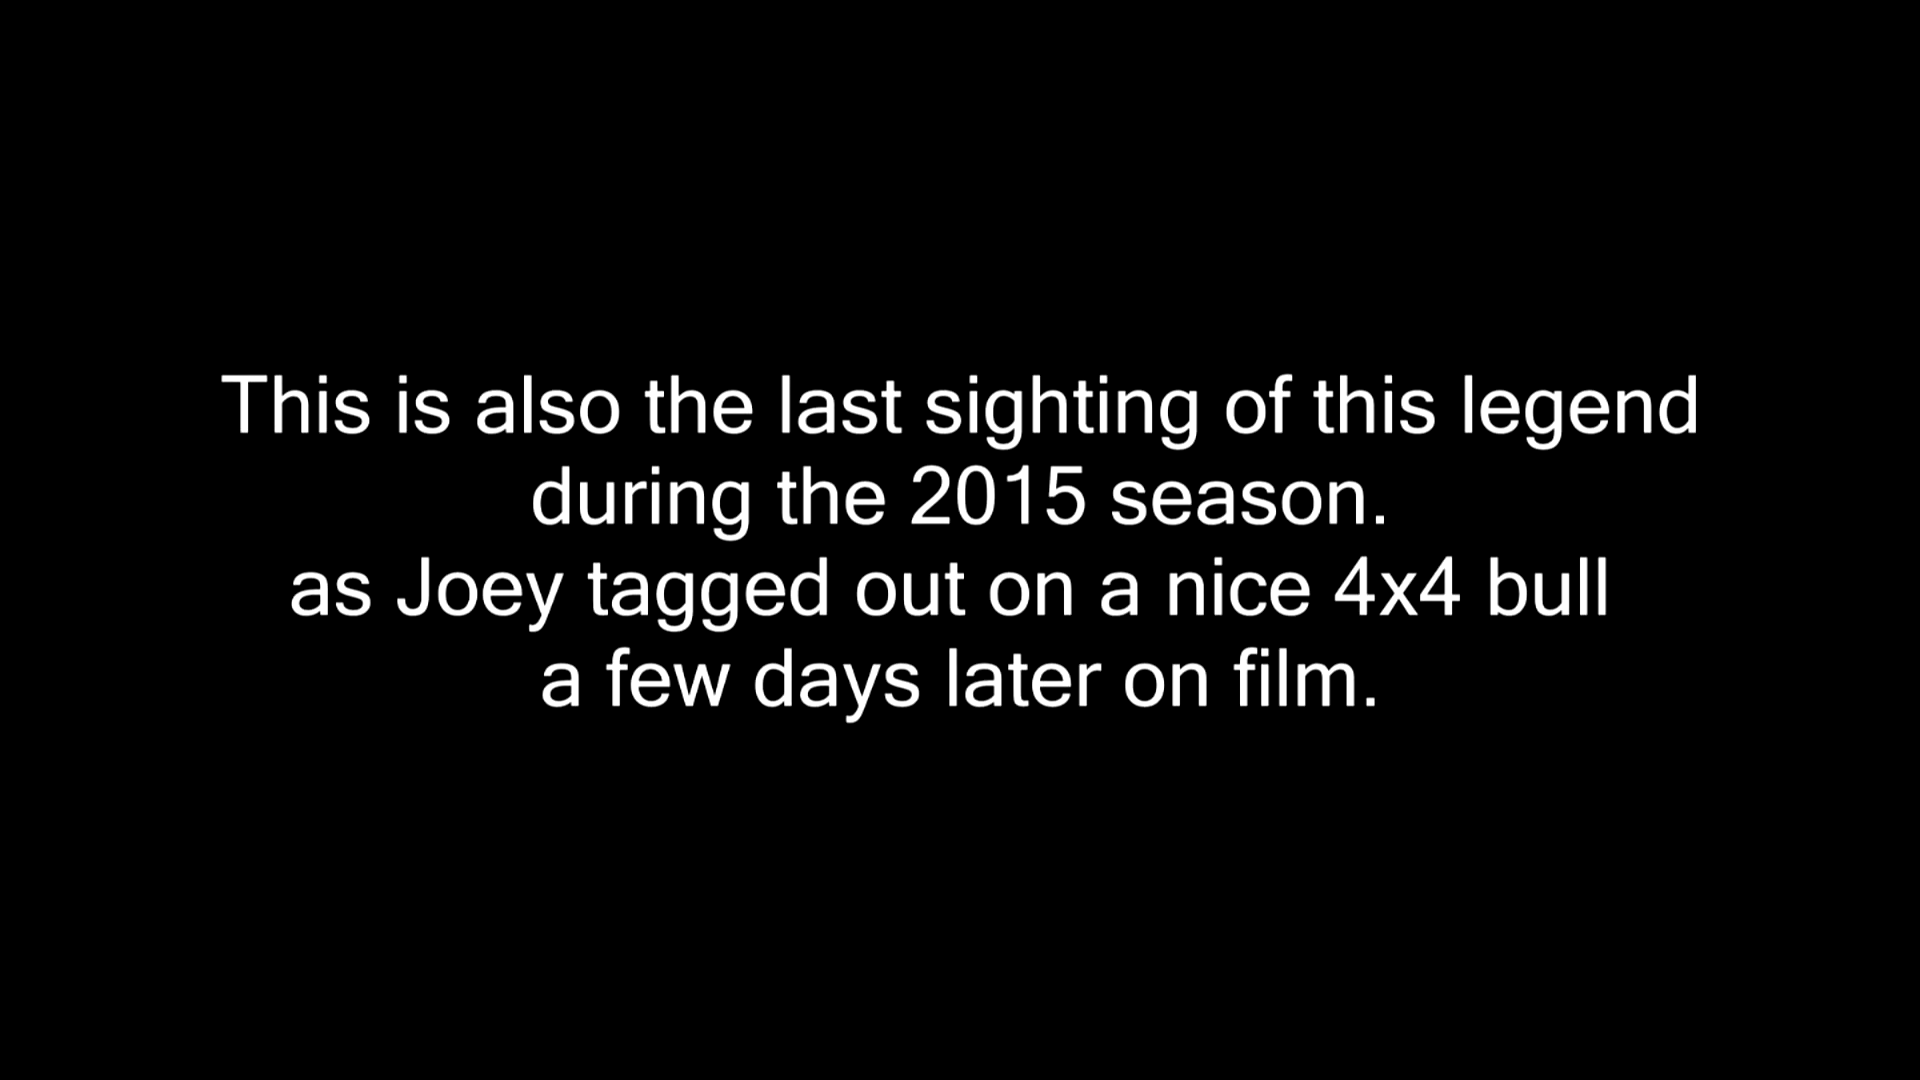 This is also the last sighting of this legend
during the 2015 season.
as Joey tagged out on a nice 4x4 bull
a few days later on film.